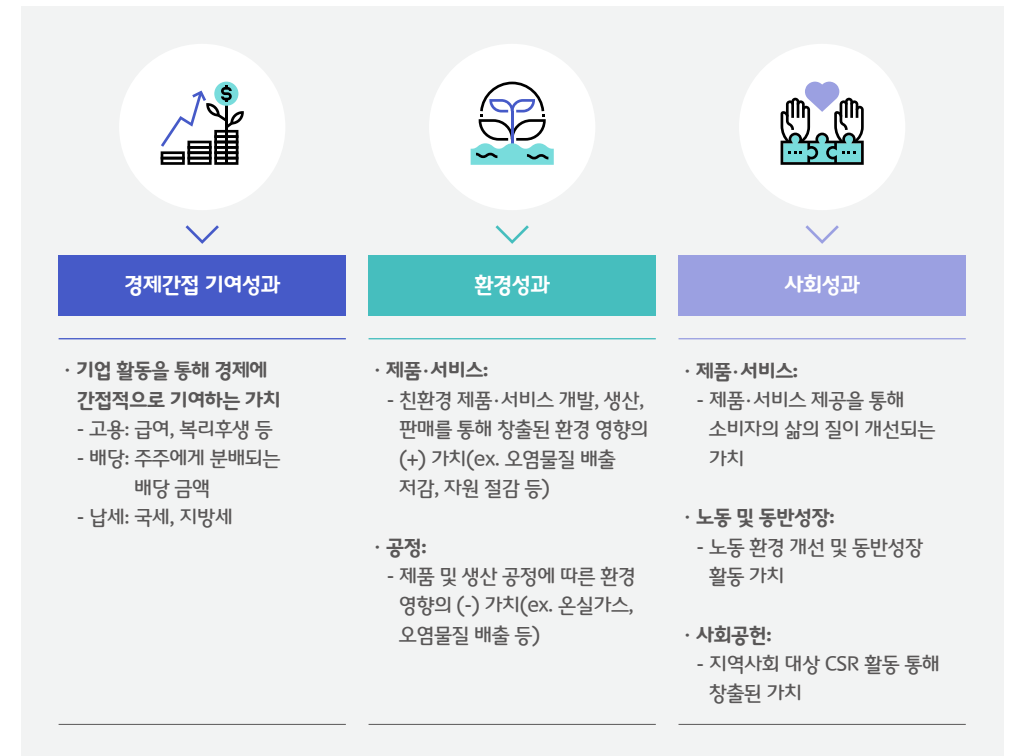 $
경제간접 기여성과
· 기업 활동을 통해 경제에
간접적으로 기여하는 가치
- 고용: 급여, 복리후생 등
- 배당: 주주에게 분배되는
배당 금액
- 납세: 국세, 지방세
환경성과
· 제품·서비스:
- 친환경 제품·서비스 개발, 생산,
판매를 통해 창출된 환경 영향의
(+) 가치(ex. 오염물질 배출
저감, 자원 절감 등)
· 공정:
- 제품 및 생산 공정에 따른 환경
영향의 (-) 가치(ex. 온실가스,
오염물질 배출 등)
사회성과
· 제품·서비스:
- 제품·서비스 제공을 통해
소비자의 삶의 질이 개선되는
가치
· 노동 및 동반성장:
- 노동 환경 개선 및 동반성장
활동 가치
· 사회공헌:
- 지역사회 대상 CSR 활동 통해
창출된 가치